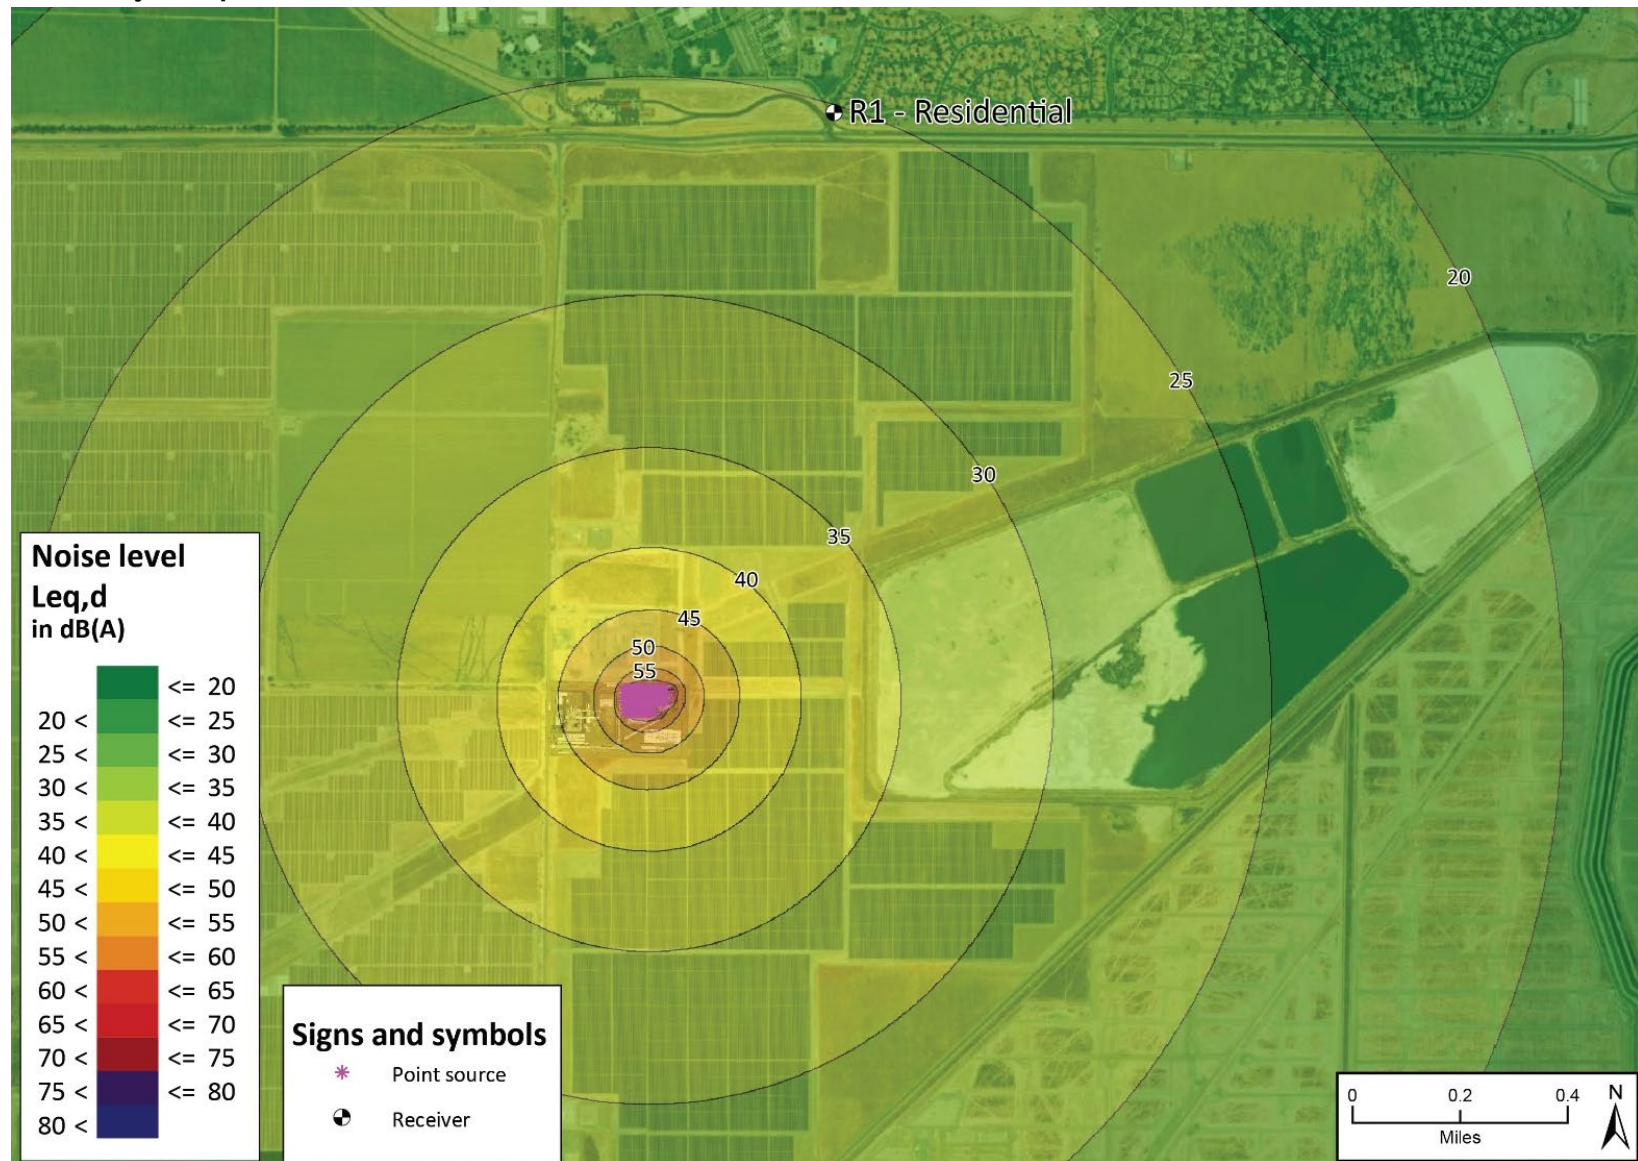 R1 - Residential
20
25
30
35
40
45
50
55
Noise level
Leq,d
in dB(A)
<= 20
20 < <= 25
25 < <= 30
30 < <= 35
35 < <= 40
40 < <= 45
45 < <= 50
50 < <= 55
55 < <= 60
60 < <= 65
65 < <= 70
70 < <= 75
75 < <= 80
80 <
Signs and symbols
Point source
Receiver
0 0.2 0.4
Miles
N